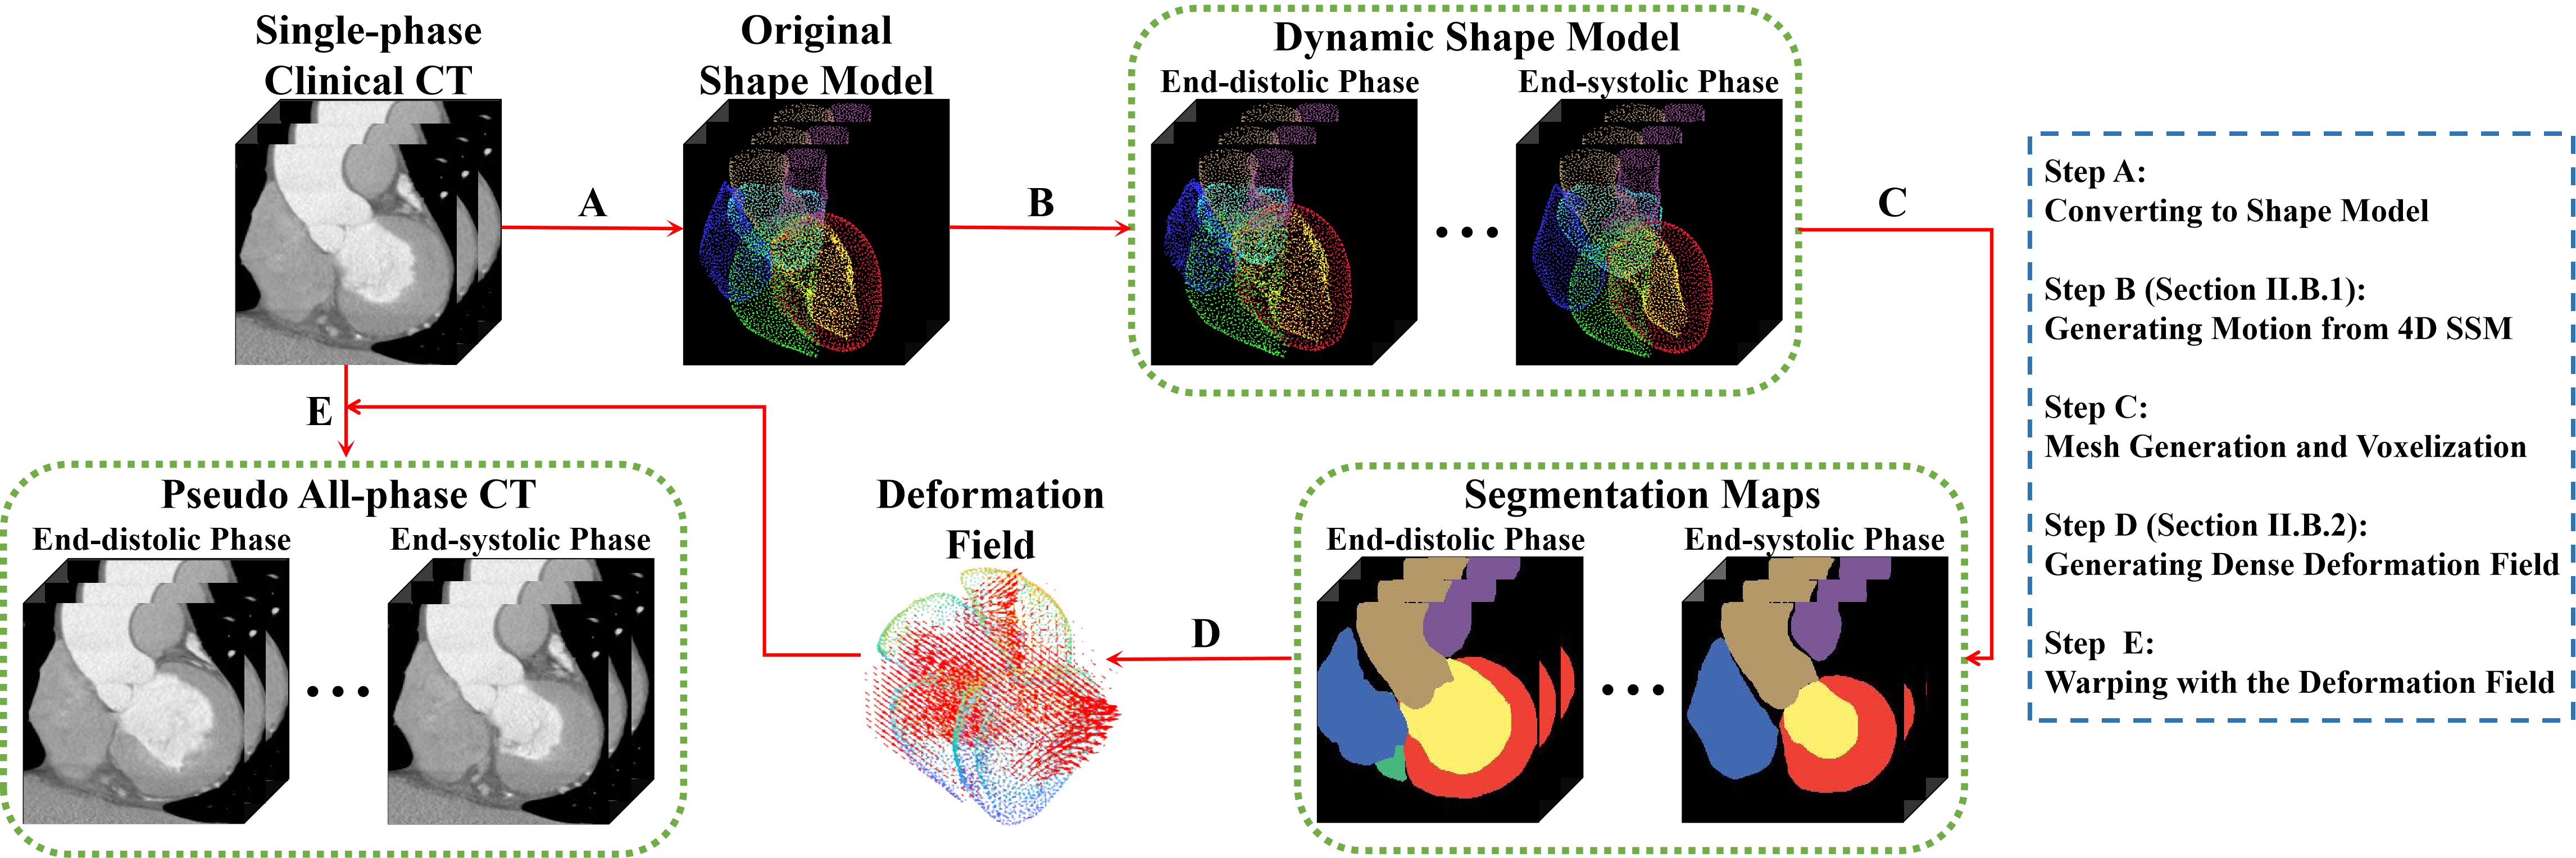 Single-phase
Clinical CT
Original
Shape Model
Dynamic Shape Model
End-distolic Phase
End-systolic Phase
A
B
C
Step A:
Converting to Shape Model
Step B (Section II.B.1):
Generating Motion from 4D SSM
Step C:
Mesh Generation and Voxelization
Step D (Section II.B.2):
Generating Dense Deformation Field
Step E:
Warping with the Deformation Field
E
Pseudo All-phase CT
End-distolic Phase
End-systolic Phase
Deformation
Field
D
Segmentation Maps
End-distolic Phase
End-systolic Phase